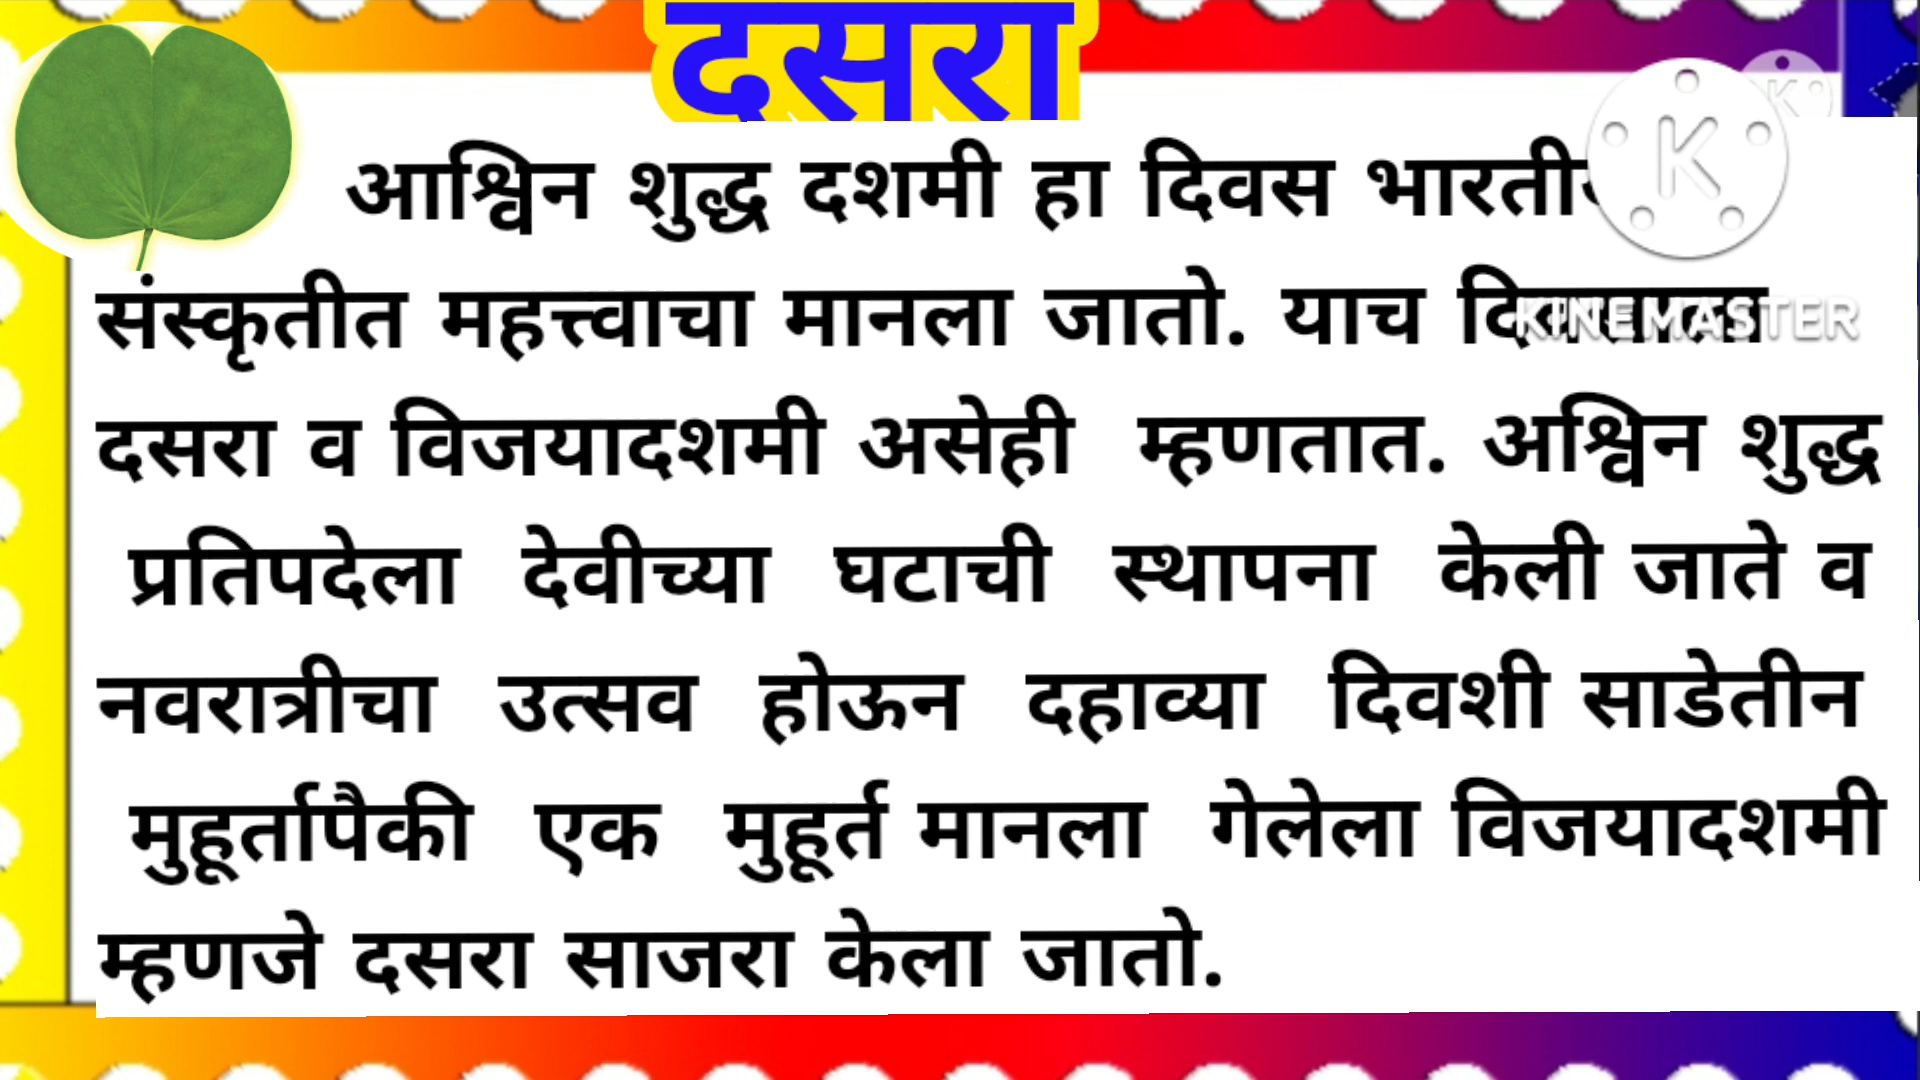 दसरा
आश्विन शुद्ध दशमी हा दिवस
संस्कृतीत महत्त्वाचा मानला जातो. याच
KINEMASTER
दसरा व विजयादशमी असेही म्हणतात. अश्विन शुद्ध
प्रतिपदेला देवीच्या घटाची स्थापना केली जाते व
नवरात्रीचा उत्सव होऊन दहाव्या दिवशी साडेतीन
मुहूर्तापैकी एक मुहूर्त मानला गेलेला विजयादशमी
म्हणजे दसरा साजरा केला जातो.